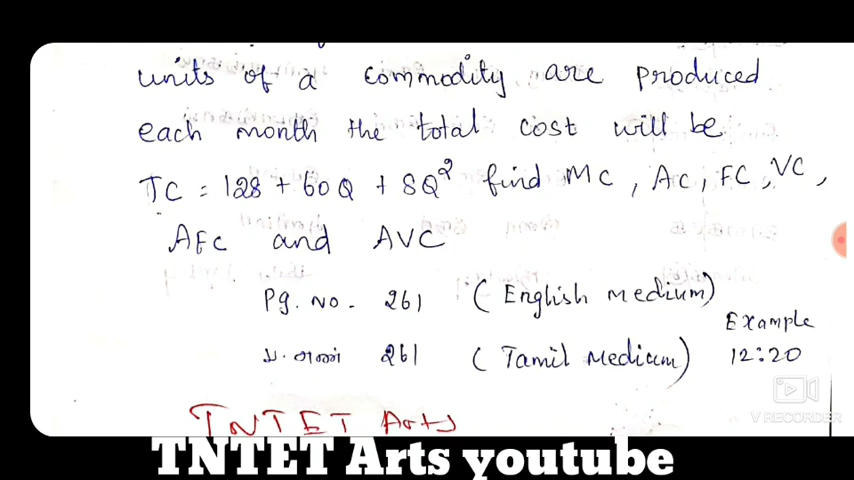 units of a commodity are produced
each month the total cost will be
TC = 128 + 60Q + 8Q² find MC, AC, FC, VC,
AFC and AVC
Pg. No. 261 (English Medium)
Example
ப. எண் 261 (Tamil Medium) 12:20
V RECORDER
TNTET Arts
TNTET Arts youtube